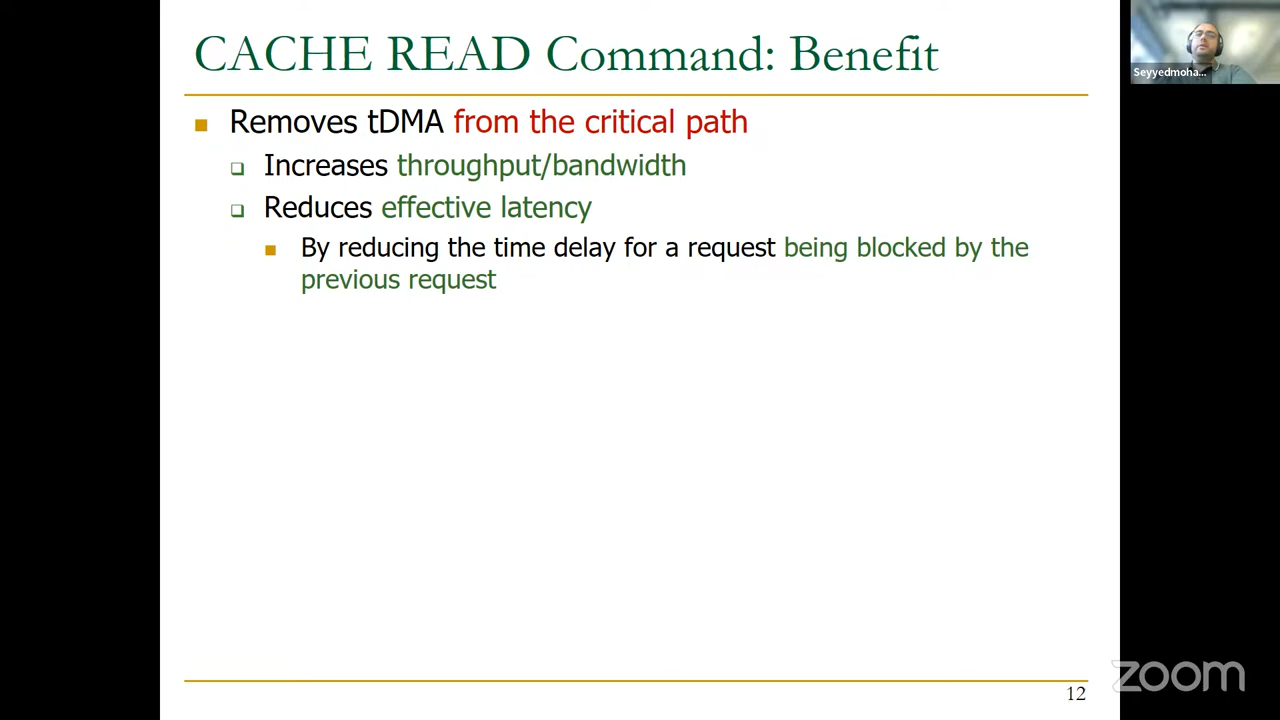 CACHE READ Command: Benefit
Removes tDMA from the critical path
Increases throughput/bandwidth
Reduces effective latency
By reducing the time delay for a request being blocked by the
previous request
12
Seyyedmoha...
zoom